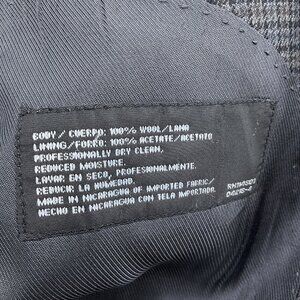 BODY / CUERPO: 100% WOOL/LANA
LINING/FORRO: 100% ACETATE/ACETATO
PROFESSIONALLY DRY CLEAN,
REDUCED MOISTURE.
LAVAR EN SECO, PROFESIONALMENTE.
REDUCIR LA HUMEDAD.
MADE IN NICARAGUA OF IMPORTED FABRIC/
HECHO EN NICARAGUA CON TELA IMPORTADO.